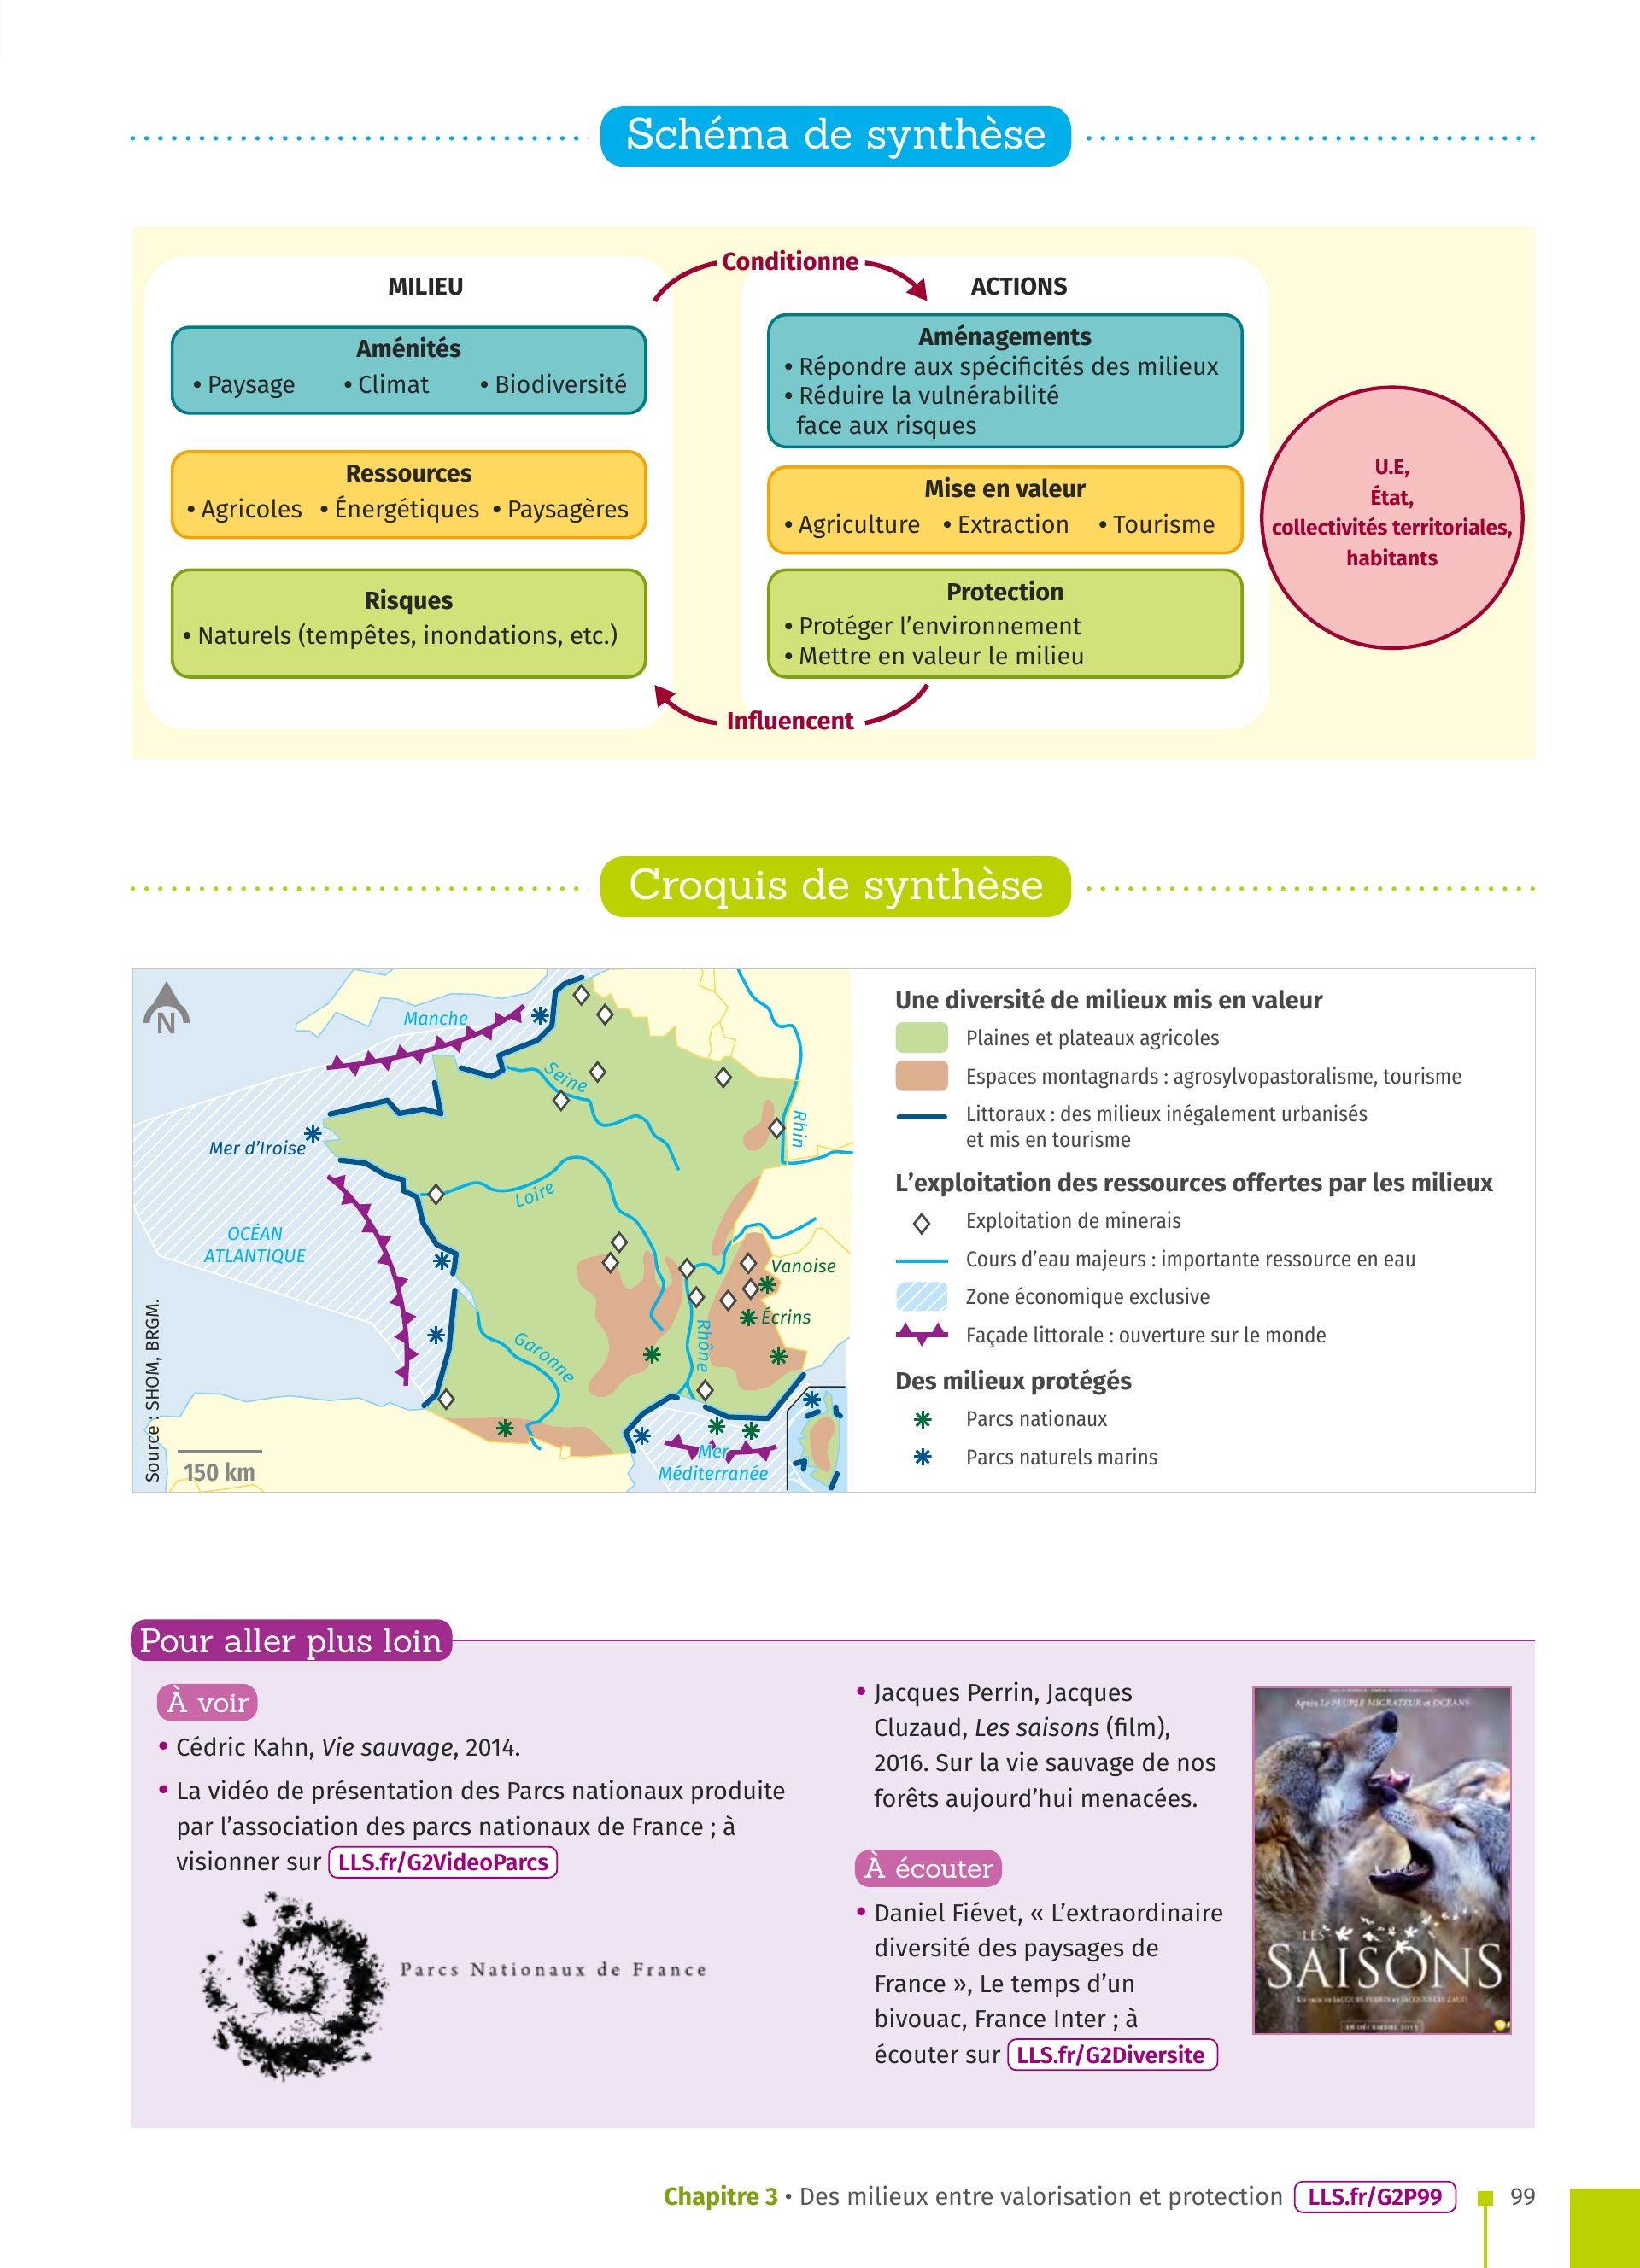 Schéma de synthèse
Conditionne
MILIEU
Aménités
• Paysage • Climat • Biodiversité
Ressources
• Agricoles • Énergétiques • Paysagères
Risques
• Naturels (tempêtes, inondations, etc.)
ACTIONS
Aménagements
• Répondre aux spécificités des milieux
• Réduire la vulnérabilité
face aux risques
Mise en valeur
• Agriculture • Extraction • Tourisme
Protection
• Protéger l’environnement
• Mettre en valeur le milieu
Influencent
U.E,
État,
collectivités territoriales,
habitants
Croquis de synthèse
N
Manche
Seine
Rhin
Mer d’Iroise
Loire
OCÉAN
ATLANTIQUE
Vanoise
Écrins
Rhône
Garonne
Mer
Méditerranée
150 km
Source : SHOM, BRGM.
Une diversité de milieux mis en valeur
Plaines et plateaux agricoles
Espaces montagnards : agrosylvopastoralisme, tourisme
Littoraux : des milieux inégalement urbanisés
et mis en tourisme
L’exploitation des ressources offertes par les milieux
Exploitation de minerais
Cours d’eau majeurs : importante ressource en eau
Zone économique exclusive
Façade littorale : ouverture sur le monde
Des milieux protégés
Parcs nationaux
Parcs naturels marins
Pour aller plus loin
À voir
• Cédric Kahn, Vie sauvage, 2014.
• La vidéo de présentation des Parcs nationaux produite
par l’association des parcs nationaux de France ; à
visionner sur LLS.fr/G2VideoParcs
Parcs Nationaux de France
• Jacques Perrin, Jacques
Cluzaud, Les saisons (film),
2016. Sur la vie sauvage de nos
forêts aujourd’hui menacées.
À écouter
• Daniel Fiévet, « L’extraordinaire
diversité des paysages de
France », Le temps d’un
bivouac, France Inter ; à
écouter sur LLS.fr/G2Diversite
Après LE PEUPLE MIGRATEUR et OCÉANS
LES
SAISONS
UN FILM DE JACQUES PERRIN ET JACQUES CLUZAUD
Chapitre 3 • Des milieux entre valorisation et protection LLS.fr/G2P99 99